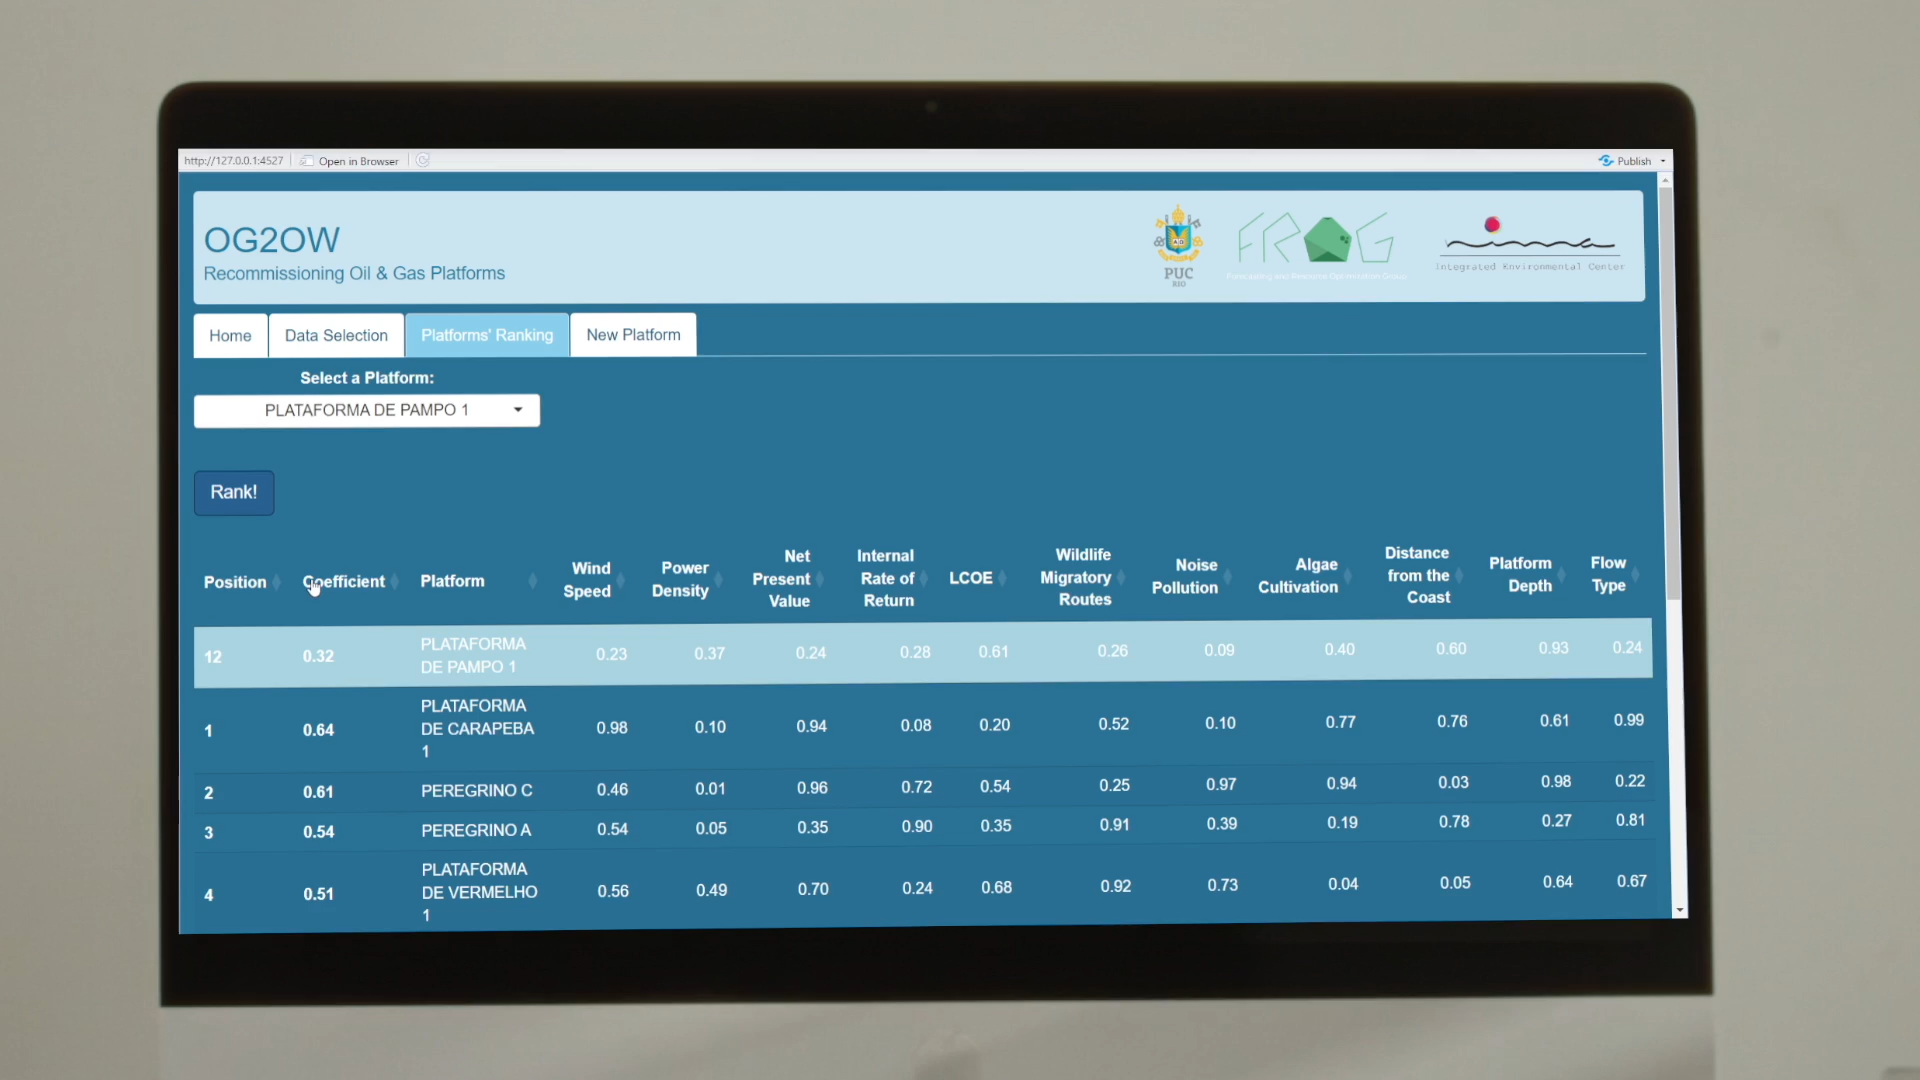 http://127.0.0.1:4527 Open in Browser Publish
OG2OW
Recommissioning Oil & Gas Platforms
PUC
RIO
FROG
Forecasting and Resource Optimization Group
Integrated Environmental Center
Home Data Selection Platforms' Ranking New Platform
Select a Platform:
PLATAFORMA DE PAMPO 1
Rank!
Position Coefficient Platform Wind Speed Power Density Net Present Value Internal Rate of Return LCOE Wildlife Migratory Routes Noise Pollution Algae Cultivation Distance from the Coast Platform Depth Flow Type
12 0.32 PLATAFORMA DE PAMPO 1 0.23 0.37 0.24 0.28 0.61 0.26 0.09 0.40 0.60 0.93 0.24
1 0.64 PLATAFORMA DE CARAPEBA 1 0.98 0.10 0.94 0.08 0.20 0.52 0.10 0.77 0.76 0.61 0.99
2 0.61 PEREGRINO C 0.46 0.01 0.96 0.72 0.54 0.25 0.97 0.94 0.03 0.98 0.22
3 0.54 PEREGRINO A 0.54 0.05 0.35 0.90 0.35 0.91 0.39 0.19 0.78 0.27 0.81
4 0.51 PLATAFORMA DE VERMELHO 1 0.56 0.49 0.70 0.24 0.68 0.92 0.73 0.04 0.05 0.64 0.67